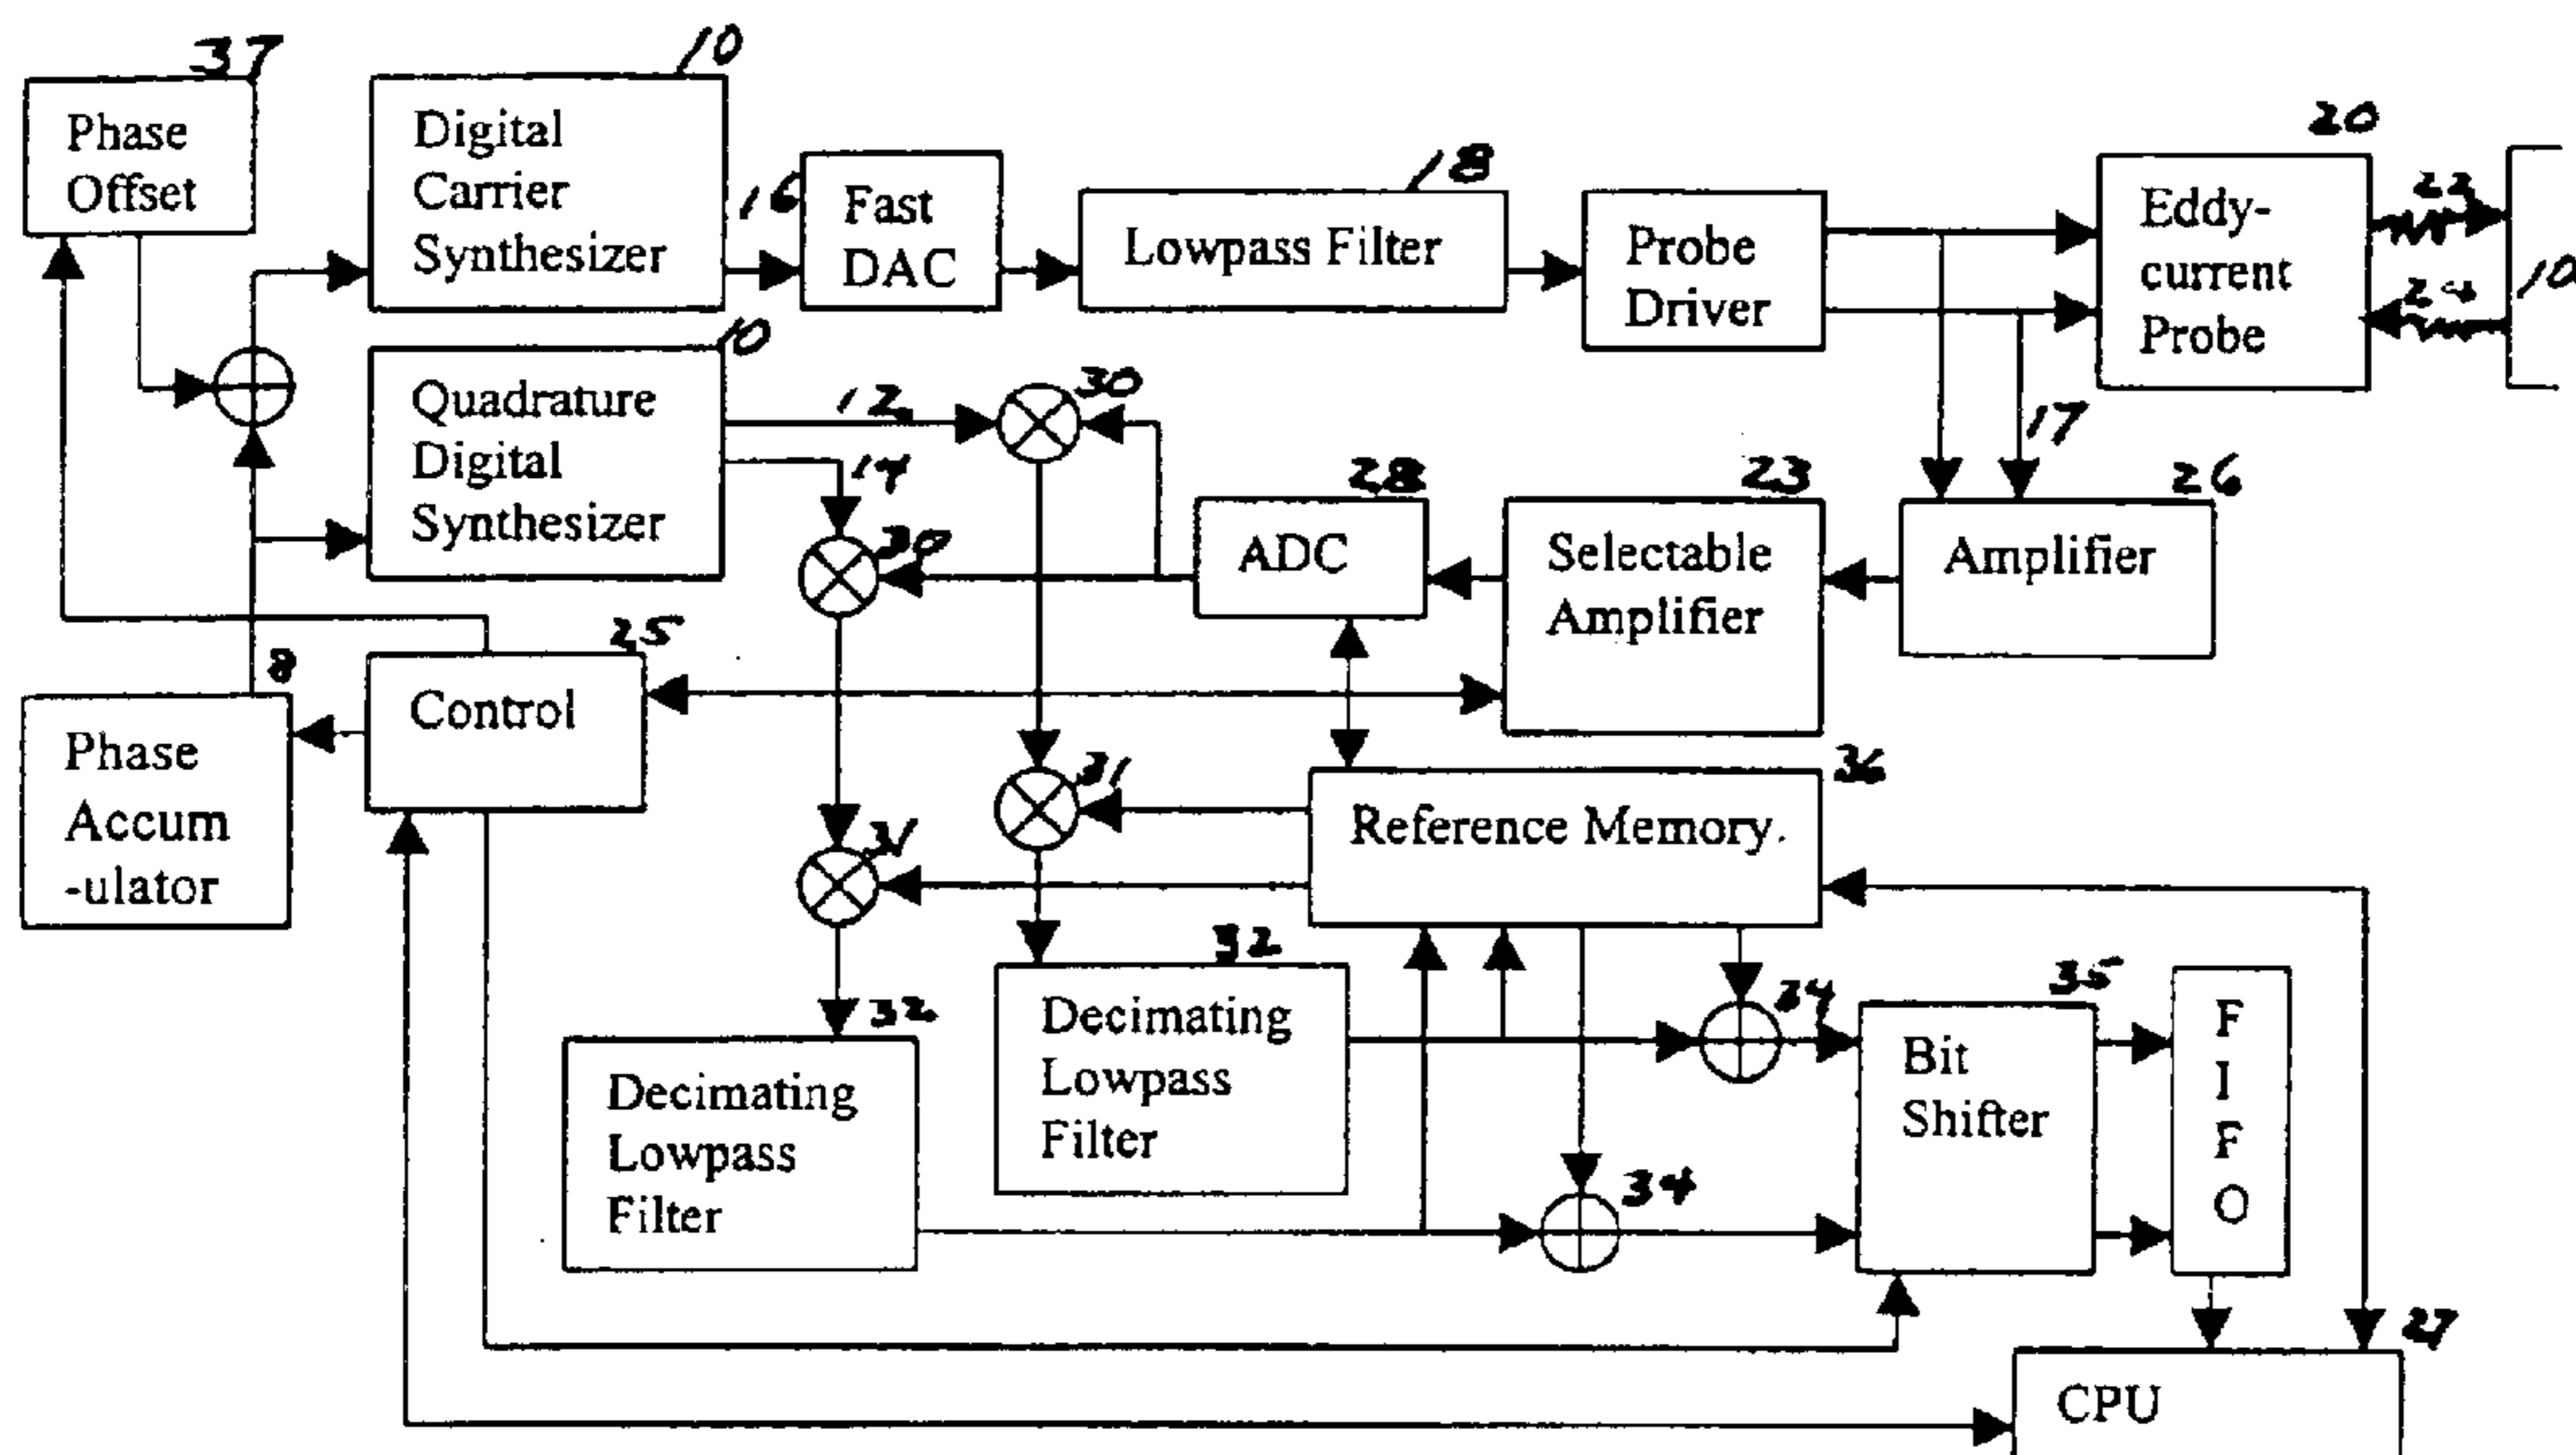 37
Phase
Offset
10
Digital
Carrier
Synthesizer
16
Fast
DAC
18
Lowpass Filter
Probe
Driver
20
Eddy-
current
Probe
22
24
10
10
Quadrature
Digital
Synthesizer
12
14
30
30
28
ADC
23
Selectable
Amplifier
17
26
Amplifier
8
Phase
Accum
-ulator
25
Control
31
31
36
Reference Memory.
32
Decimating
Lowpass
Filter
32
Decimating
Lowpass
Filter
34
34
35
Bit
Shifter
F
I
F
O
27
CPU